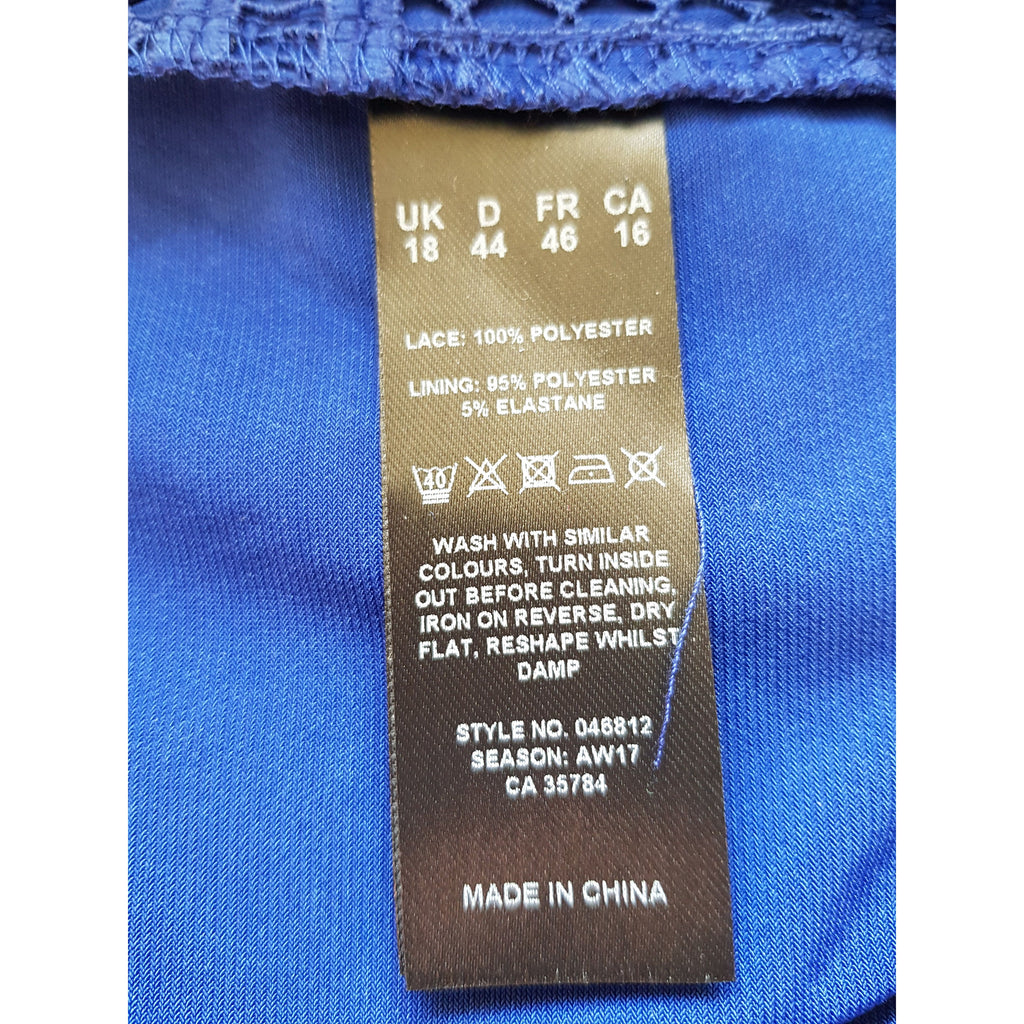 UK D FR CA
18 44 46 16
LACE: 100% POLYESTER
LINING: 95% POLYESTER
5% ELASTANE
40
WASH WITH SIMILAR
COLOURS, TURN INSIDE
OUT BEFORE CLEANING,
IRON ON REVERSE, DRY
FLAT, RESHAPE WHILST
DAMP
STYLE NO. 046812
SEASON: AW17
CA 35784
MADE IN CHINA